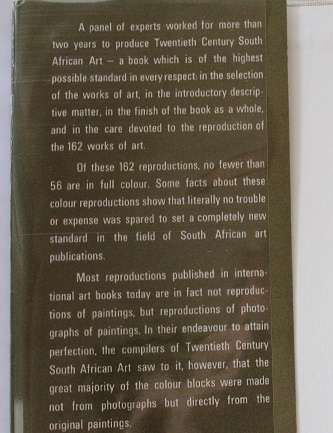 A panel of experts worked for more than
two years to produce Twentieth Century South
African Art – a book which is of the highest
possible standard in every respect: in the selection
of the works of art, in the introductory descrip-
tive matter, in the finish of the book as a whole,
and in the care devoted to the reproduction of
the 162 works of art.
Of these 162 reproductions, no fewer than
56 are in full colour. Some facts about these
colour reproductions show that literally no trouble
or expense was spared to set a completely new
standard in the field of South African art
publications.
Most reproductions published in interna-
tional art books today are in fact not reproduc-
tions of paintings, but reproductions of photo-
graphs of paintings. In their endeavour to attain
perfection, the compilers of Twentieth Century
South African Art saw to it, however, that the
great majority of the colour blocks were made
not from photographs but directly from the
original paintings.